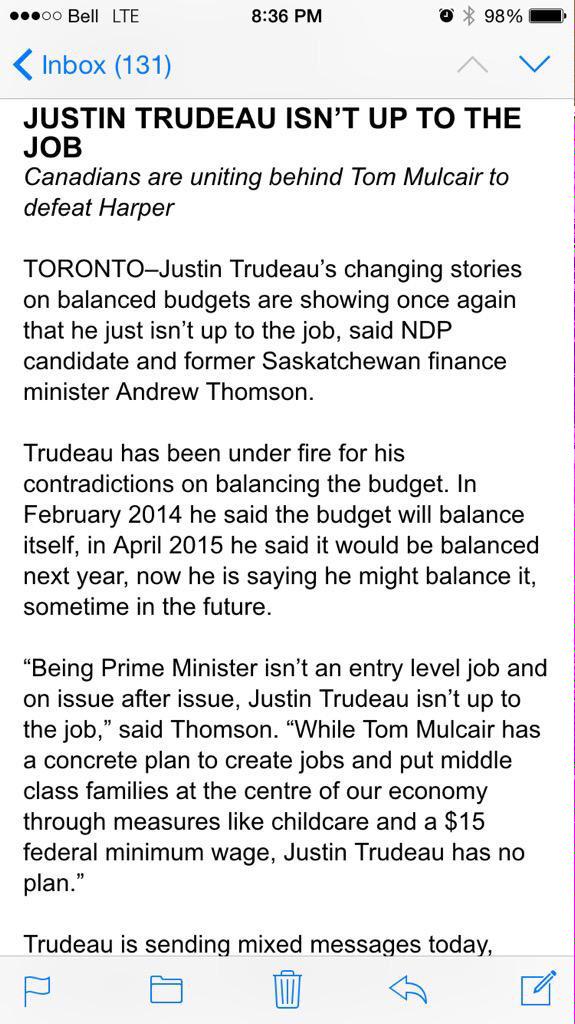 Bell LTE 8:36 PM 98%
Inbox (131)
JUSTIN TRUDEAU ISN’T UP TO THE
JOB
Canadians are uniting behind Tom Mulcair to
defeat Harper
TORONTO–Justin Trudeau’s changing stories
on balanced budgets are showing once again
that he just isn’t up to the job, said NDP
candidate and former Saskatchewan finance
minister Andrew Thomson.
Trudeau has been under fire for his
contradictions on balancing the budget. In
February 2014 he said the budget will balance
itself, in April 2015 he said it would be balanced
next year, now he is saying he might balance it,
sometime in the future.
“Being Prime Minister isn’t an entry level job and
on issue after issue, Justin Trudeau isn’t up to
the job,” said Thomson. “While Tom Mulcair has
a concrete plan to create jobs and put middle
class families at the centre of our economy
through measures like childcare and a $15
federal minimum wage, Justin Trudeau has no
plan.”
Trudeau is sending mixed messages today,